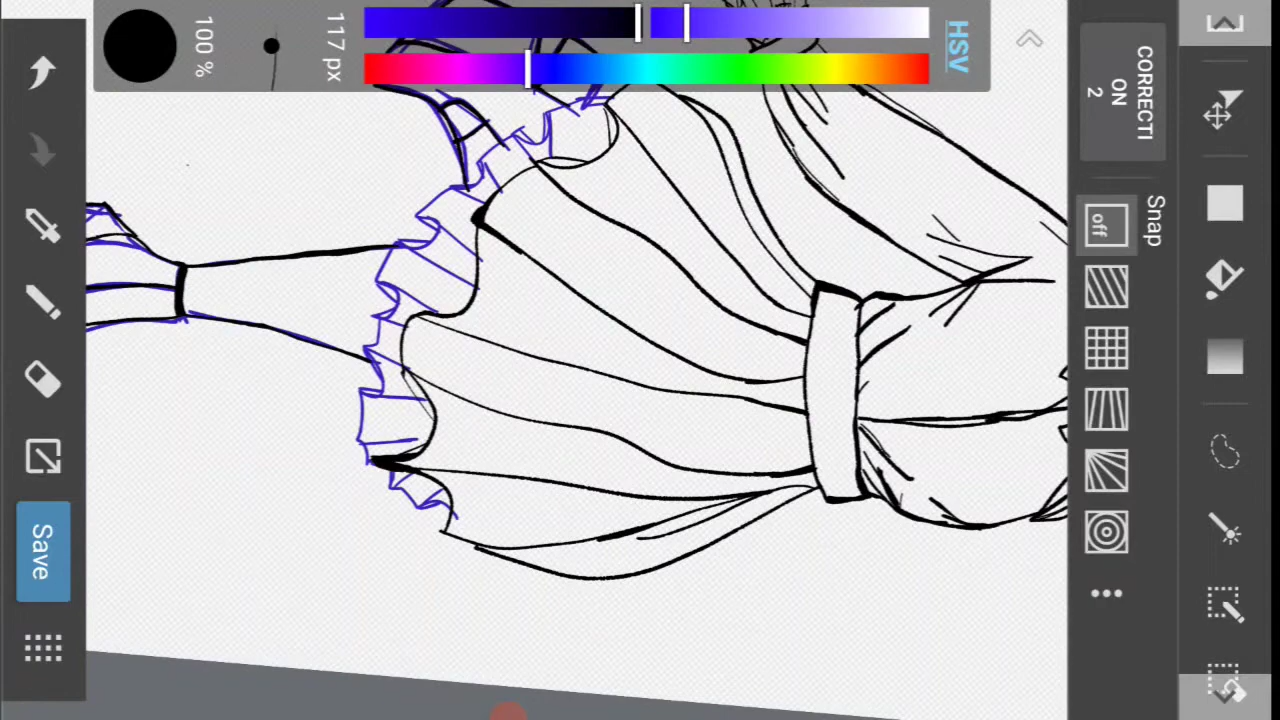 CORRECTI
ON
2
Snap
off
HSV
117 px
100 %
Save